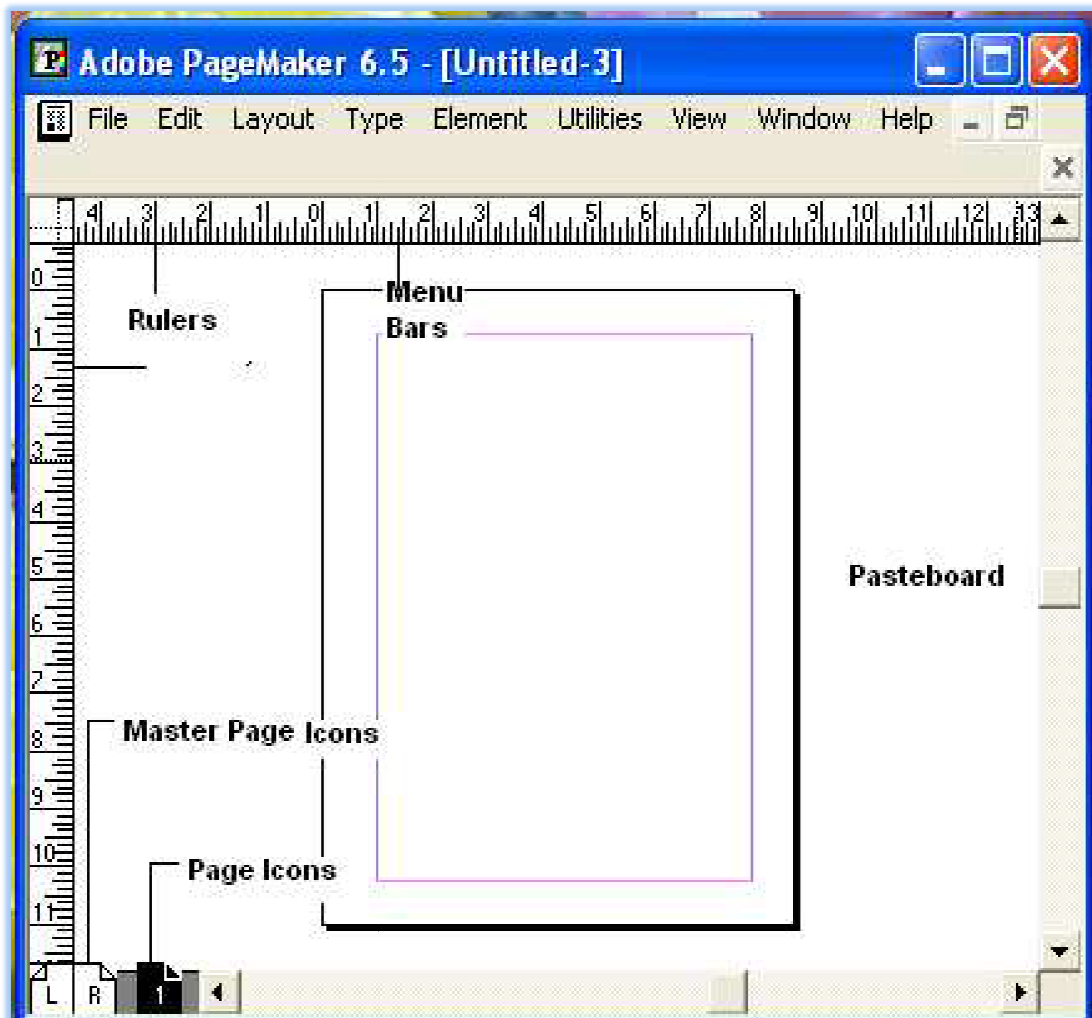 Adobe PageMaker 6.5 - [Untitled-3]
File Edit Layout Type Element Utilities View Window Help
4 3 2 1 0 1 2 3 4 5 6 7 8 9 10 11 12 13
0
Menu
Rulers
Bars
1
2
3
4
5
Pasteboard
6
7
Master Page Icons
8
9
10
Page Icons
11
L R 1